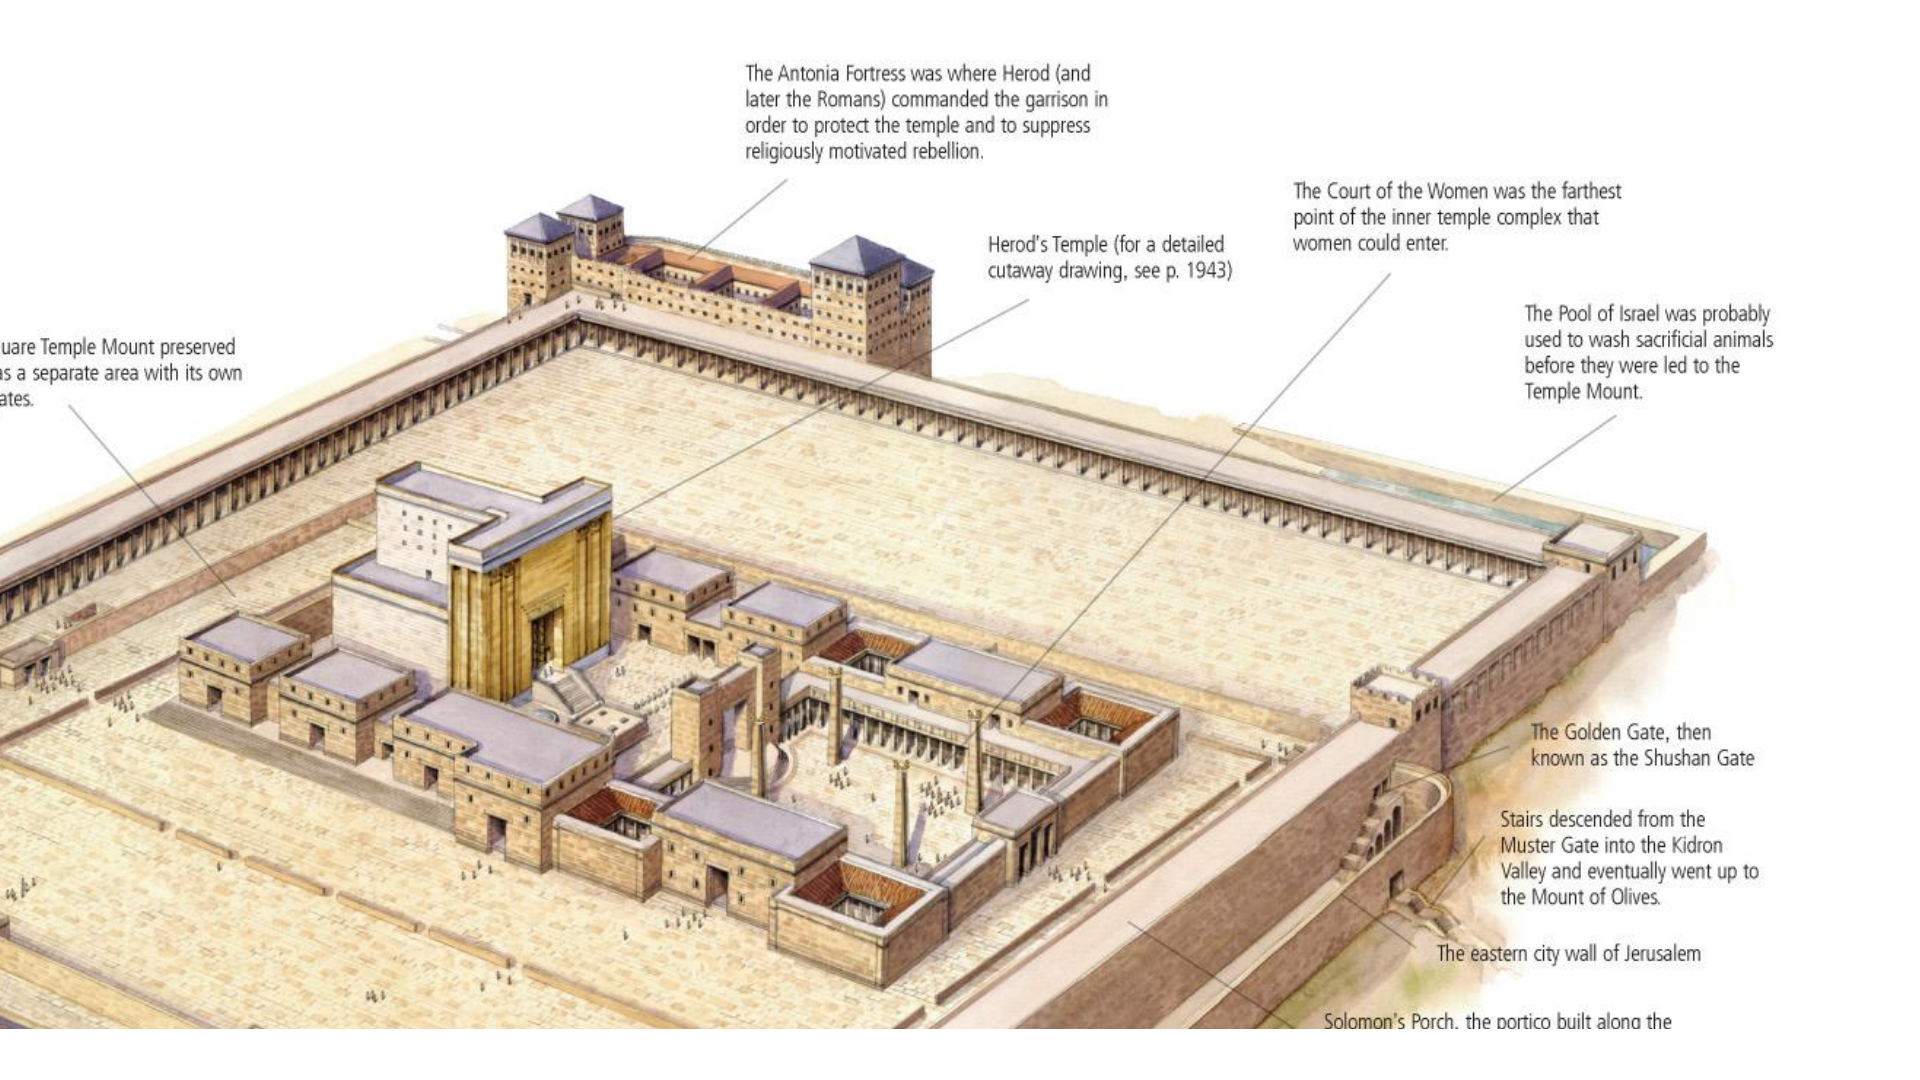 The Antonia Fortress was where Herod (and
later the Romans) commanded the garrison in
order to protect the temple and to suppress
religiously motivated rebellion.
The Court of the Women was the farthest
point of the inner temple complex that
women could enter.
Herod's Temple (for a detailed
cutaway drawing, see p. 1943)
The Pool of Israel was probably
used to wash sacrificial animals
before they were led to the
Temple Mount.
uare Temple Mount preserved
as a separate area with its own
ates.
The Golden Gate, then
known as the Shushan Gate
Stairs descended from the
Muster Gate into the Kidron
Valley and eventually went up to
the Mount of Olives.
The eastern city wall of Jerusalem
Solomon's Porch, the portico built along the